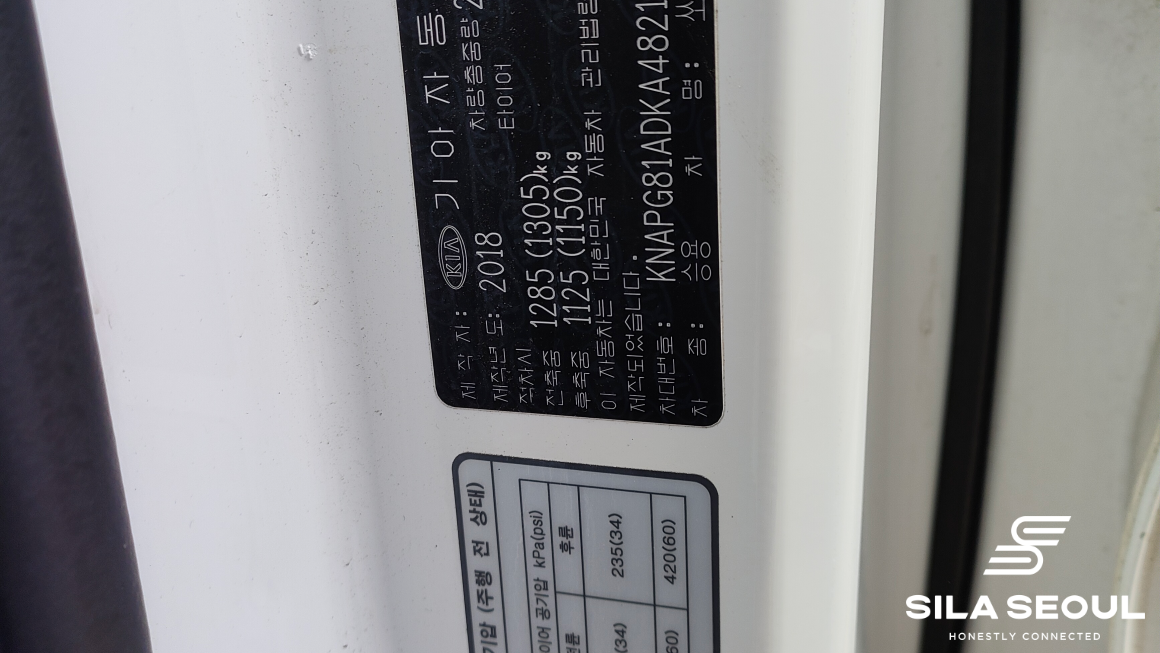 제 작 자: KIA 기 아 자 동
제작년 도: 2018 차량총중량 2
적차시 타이어
전축중 1285 (1305)kg
후축중 1125 (1150)kg
이 자동차는 대한민국 자동차 관리법령
제작되었습니다.
차대번호: KNAPG81ADKA4821
차 종: 승용 차 명: 쏘
기압 (주행 전 상태)
이어 공기압 kPa(psi)
전륜 후륜
(34) 235(34)
60) 420(60)
SILA SEOUL
HONESTLY CONNECTED